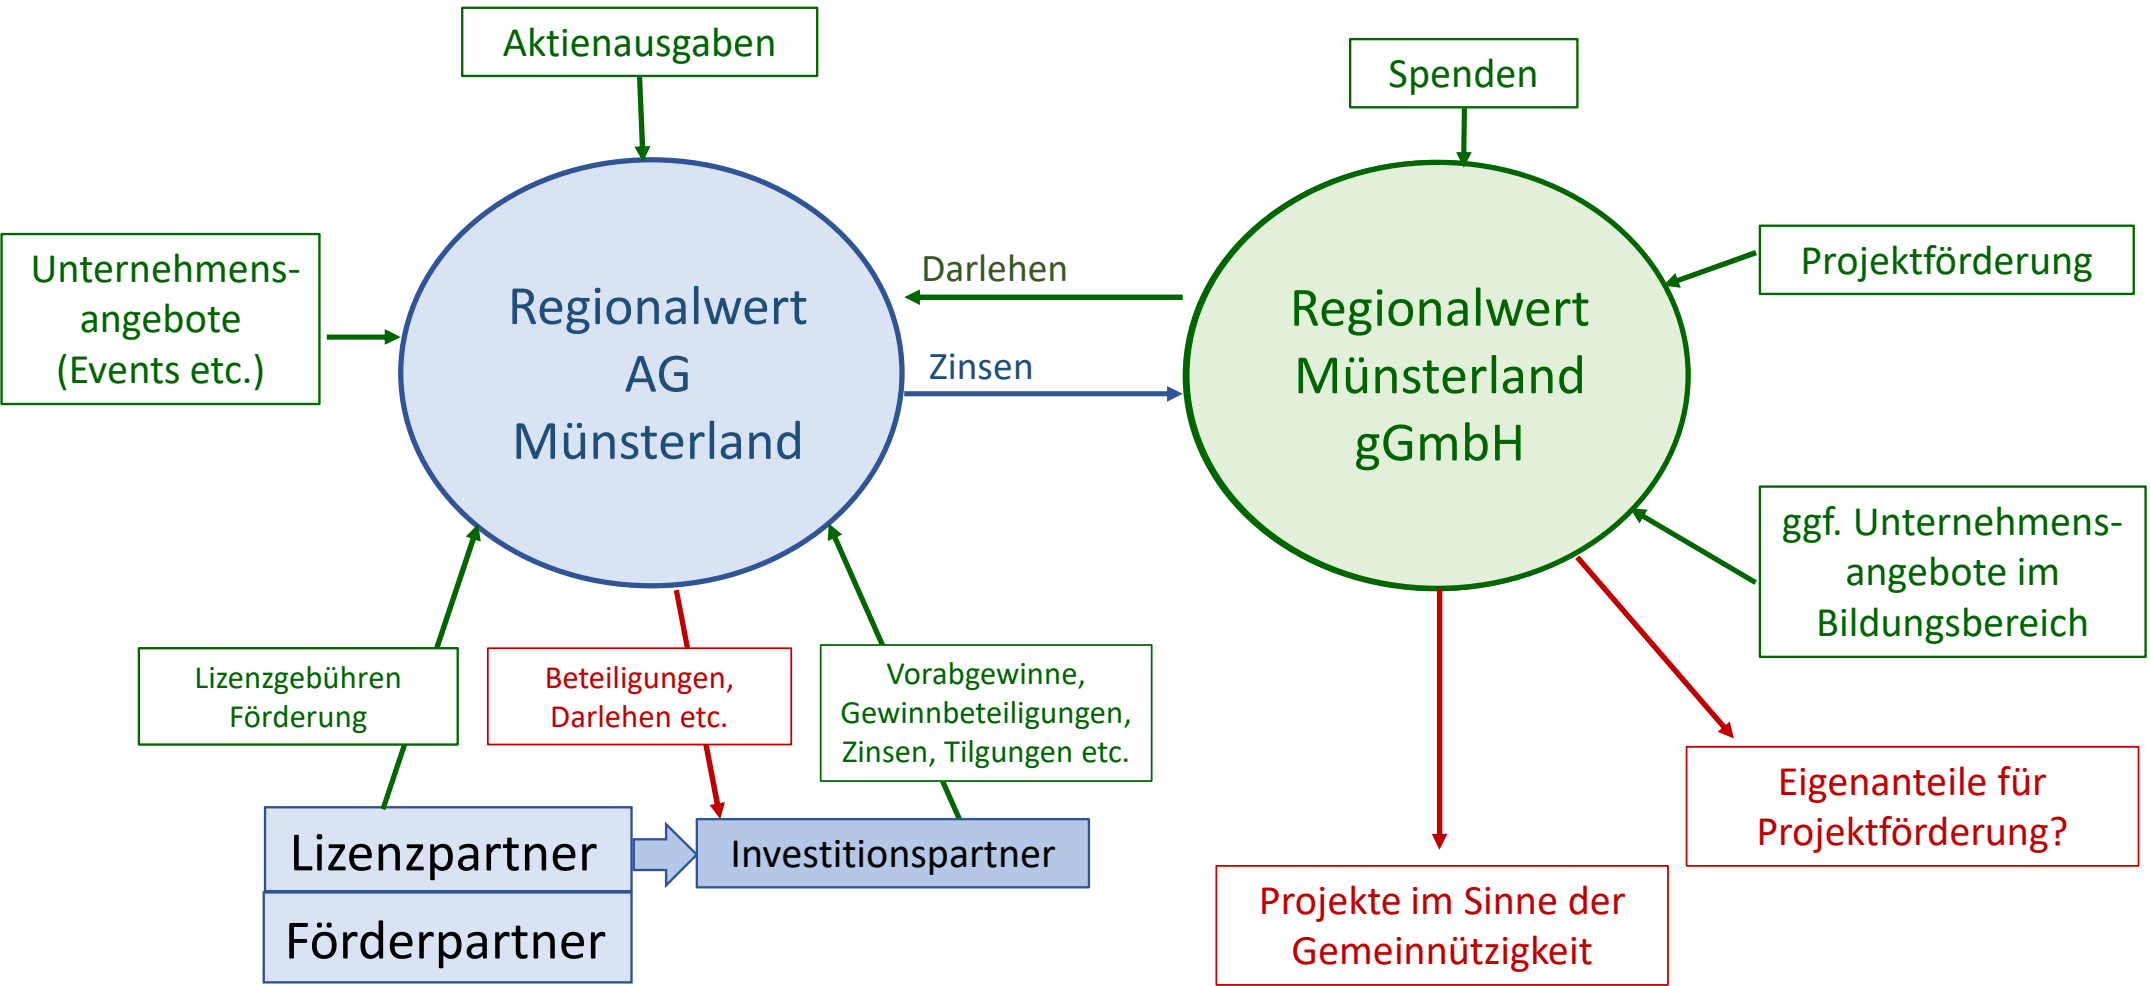 Aktienausgaben
Spenden
Unternehmens-
angebote
(Events etc.)
Regionalwert
AG
Münsterland
Darlehen
Zinsen
Regionalwert
Münsterland
gGmbH
Projektförderung
ggf. Unternehmens-
angebote im
Bildungsbereich
Lizenzgebühren
Förderung
Beteiligungen,
Darlehen etc.
Vorabgewinne,
Gewinnbeteiligungen,
Zinsen, Tilgungen etc.
Eigenanteile für
Projektförderung?
Lizenzpartner
Förderpartner
Investitionspartner
Projekte im Sinne der
Gemeinnützigkeit